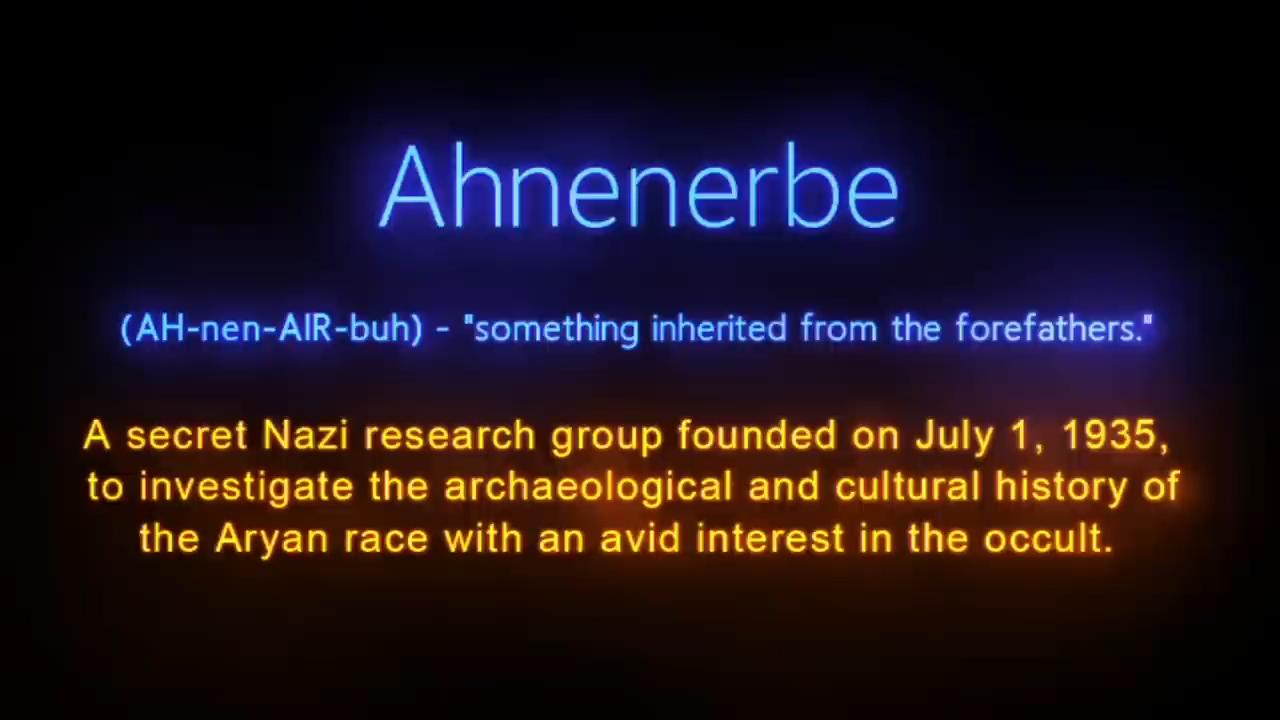 Ahnenerbe
(AH-nen-AIR-buh) - "something inherited from the forefathers."
A secret Nazi research group founded on July 1, 1935,
to investigate the archaeological and cultural history of
the Aryan race with an avid interest in the occult.